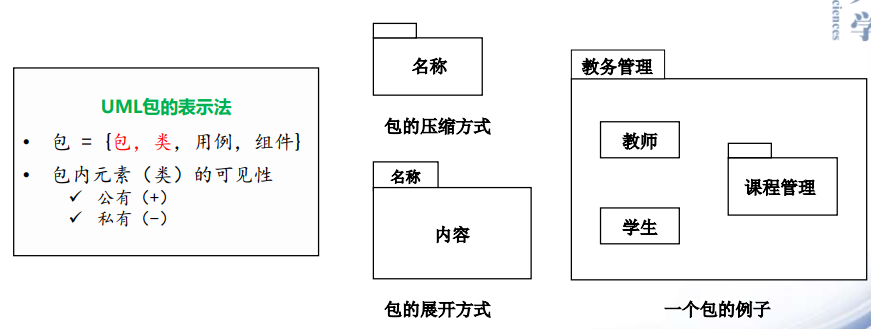 UML包的表示法
• 包 = {包，类，用例，组件}
• 包内元素（类）的可见性
✓ 公有（+）
✓ 私有（−）
名称
包的压缩方式
名称
内容
包的展开方式
教务管理
教师
课程管理
学生
一个包的例子
ciences
学